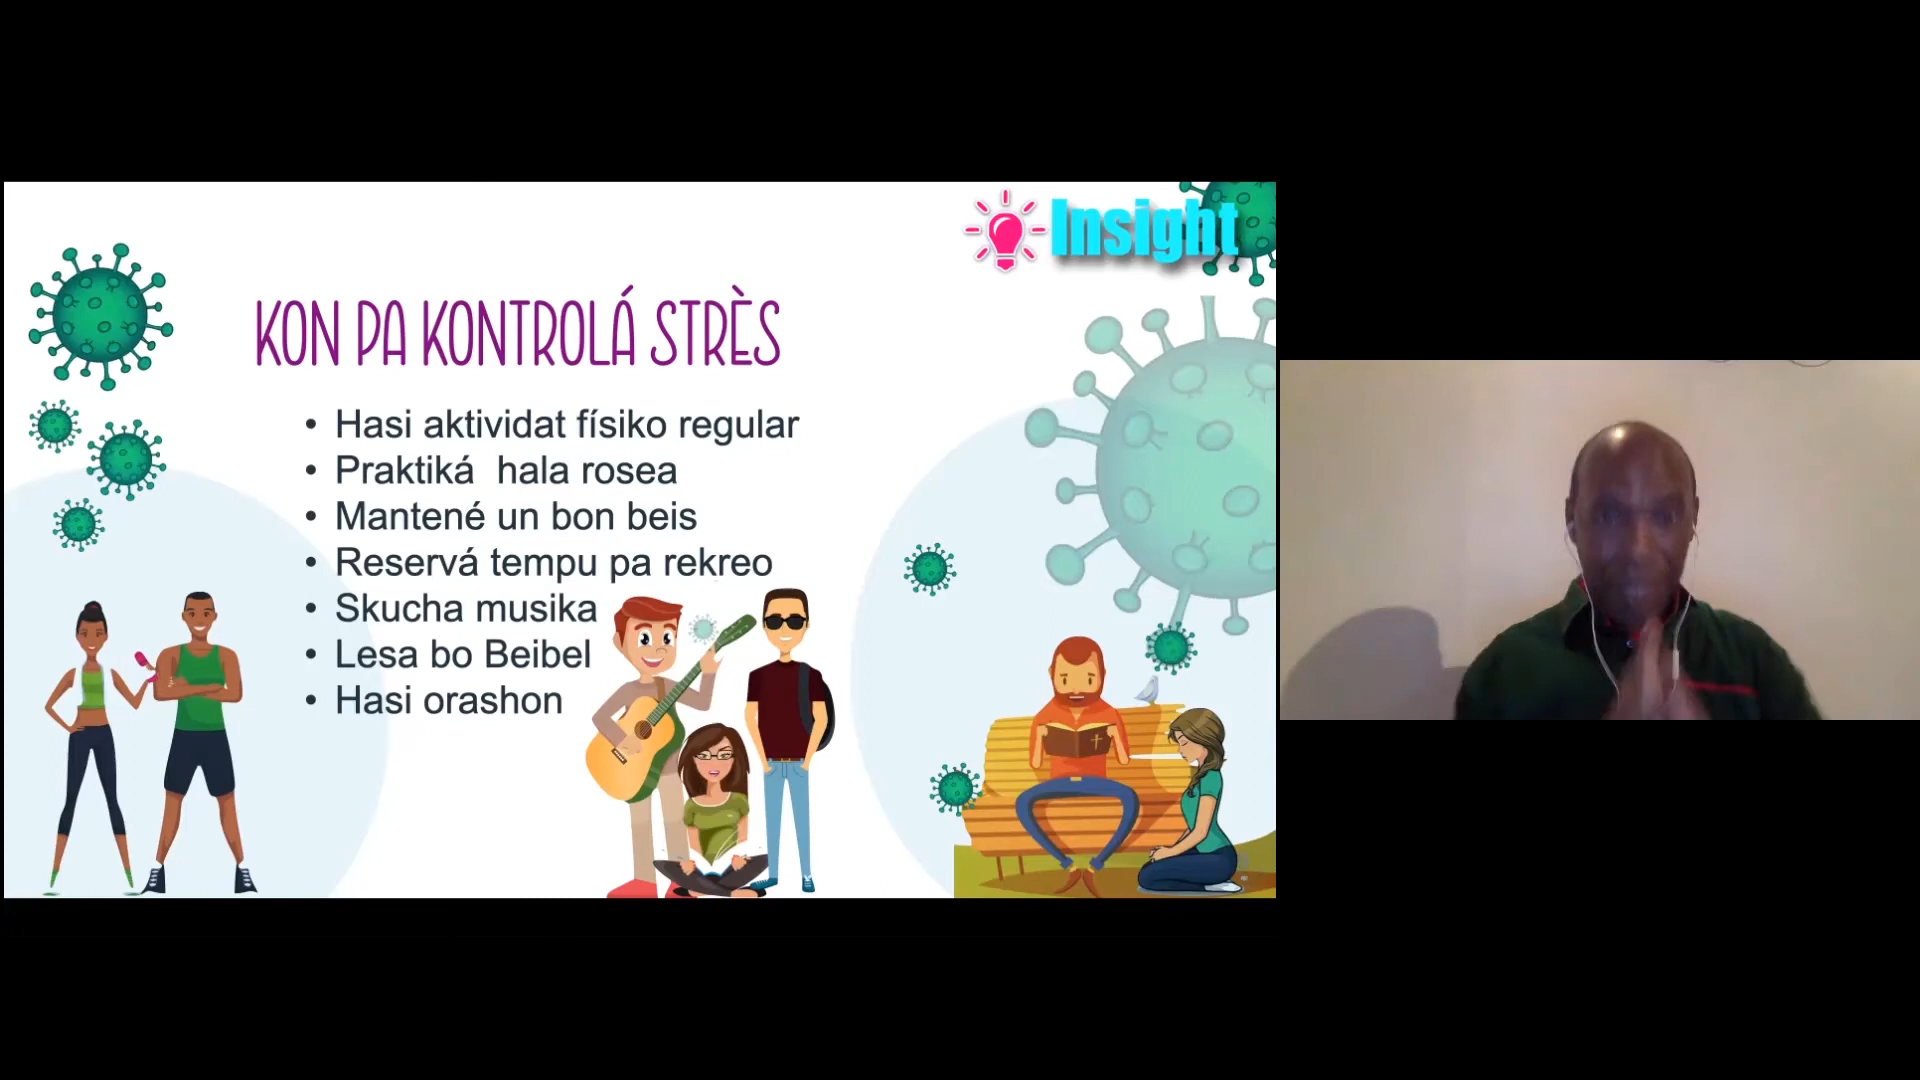 Insight
KON PA KONTROLÁ STRÈS
• Hasi aktividat físiko regular
• Praktiká  hala rosea
• Mantené un bon beis
• Reservá tempu pa rekreo
• Skucha musika
• Lesa bo Beibel
• Hasi orashon